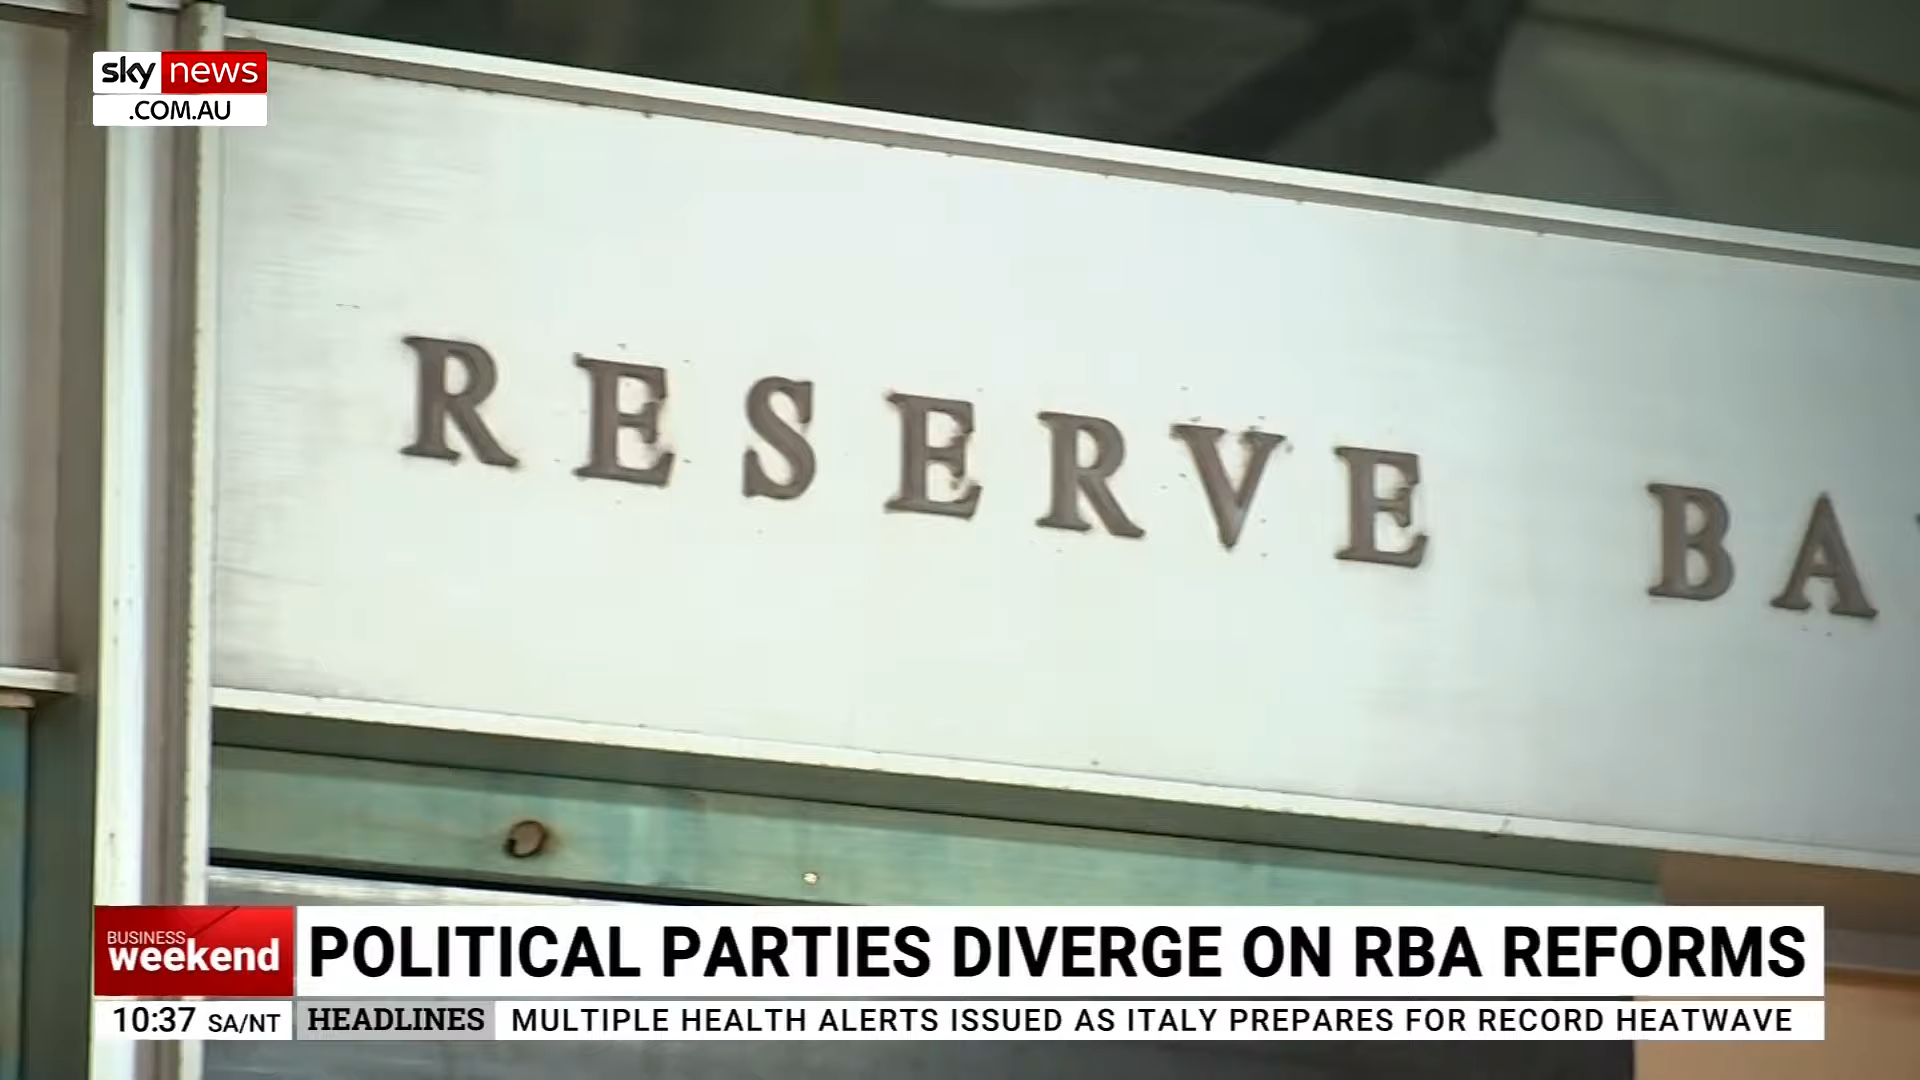 sky news
.COM.AU
RESERVE BA
BUSINESS
weekend
POLITICAL PARTIES DIVERGE ON RBA REFORMS
10:37 SA/NT
HEADLINES
MULTIPLE HEALTH ALERTS ISSUED AS ITALY PREPARES FOR RECORD HEATWAVE